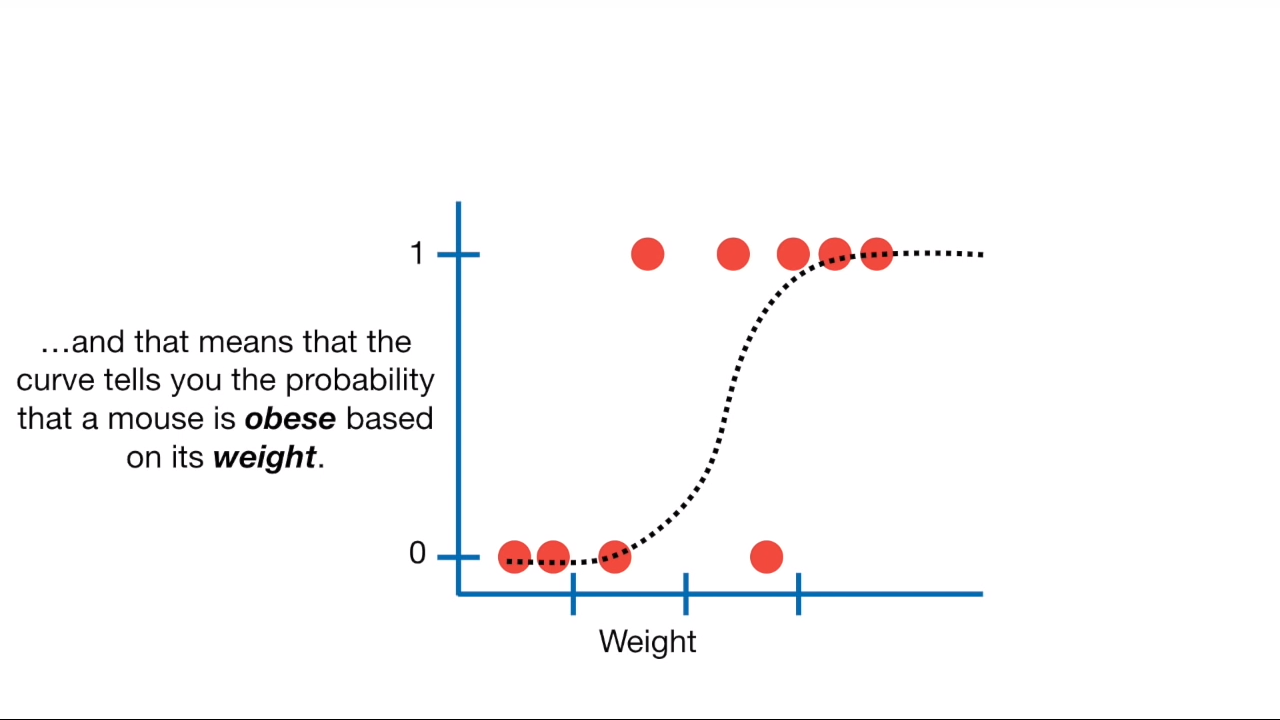 1
…and that means that the
curve tells you the probability
that a mouse is obese based
on its weight.
0
Weight